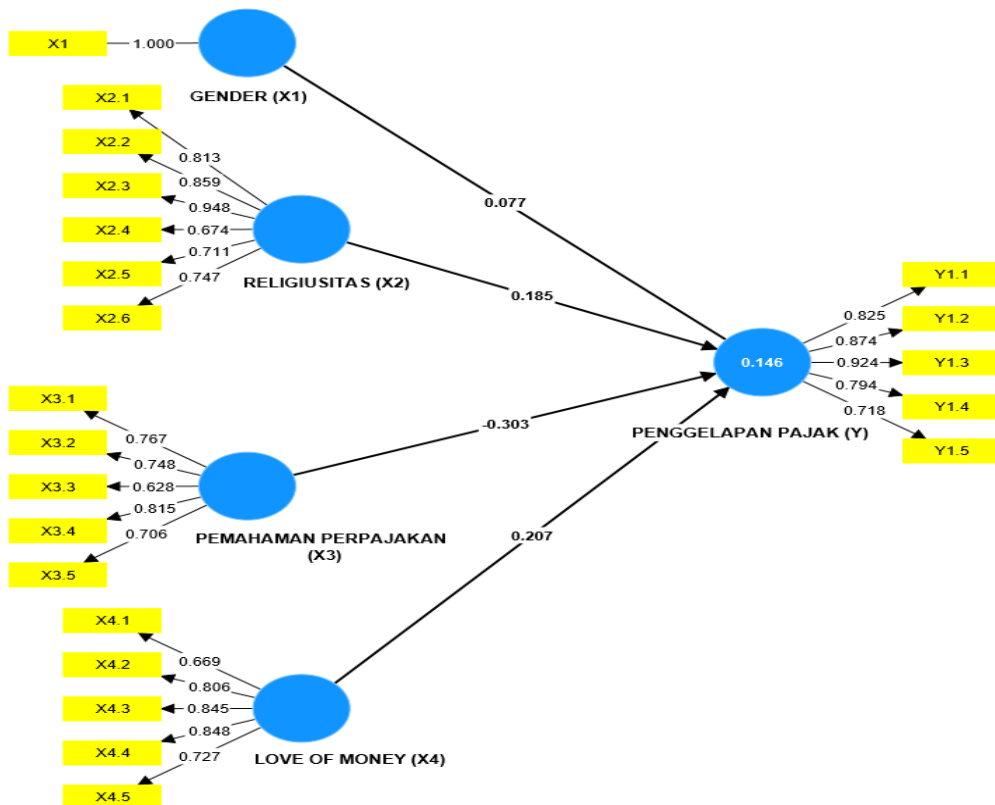 X1
1.000
GENDER (X1)
X2.1
X2.2
X2.3
X2.4
X2.5
X2.6
0.813
0.859
0.948
0.674
0.711
0.747
RELIGIUSITAS (X2)
X3.1
X3.2
X3.3
X3.4
X3.5
0.767
0.748
0.628
0.815
0.706
PEMAHAMAN PERPAJAKAN
(X3)
X4.1
X4.2
X4.3
X4.4
X4.5
0.669
0.806
0.845
0.848
0.727
LOVE OF MONEY (X4)
0.077
0.185
-0.303
0.207
0.146
PENGGELAPAN PAJAK (Y)
0.825
0.874
0.924
0.794
0.718
Y1.1
Y1.2
Y1.3
Y1.4
Y1.5